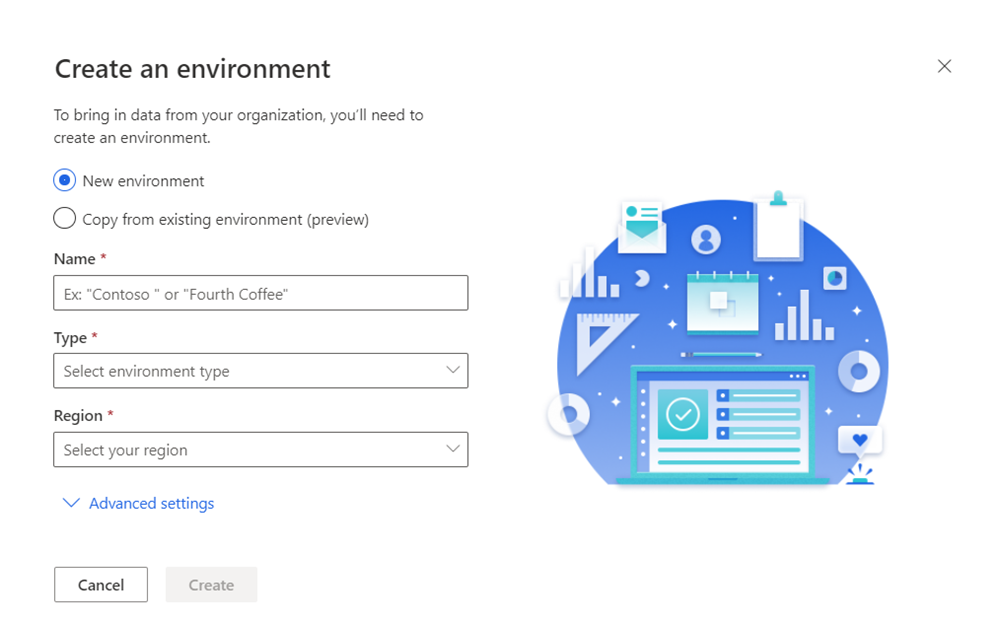 Create an environment
To bring in data from your organization, you'll need to
create an environment.
New environment
Copy from existing environment (preview)
Name *
Ex: "Contoso " or "Fourth Coffee"
Type *
Select environment type
Region *
Select your region
Advanced settings
Cancel
Create